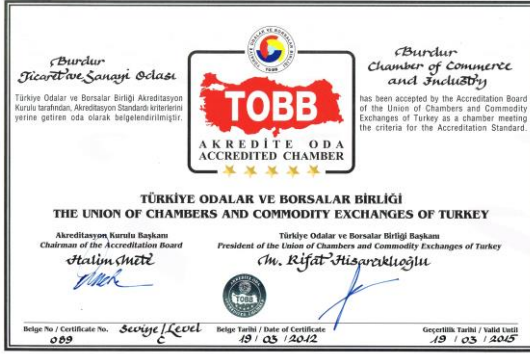 Burdur
Ticaret ve Sanayi Odası
Türkiye Odalar ve Borsalar Birliği Akreditasyon
Kurulu tarafından, Akreditasyon Standardı kriterlerini
yerine getiren oda olarak belgelendirilmiştir.
TOBB
AKREDİTE ODA
ACCREDITED CHAMBER
Burdur
Chamber of Commerce
and Industry
has been accepted by the Accreditation Board
of the Union of Chambers and Commodity
Exchanges of Turkey as a chamber meeting
the criteria for the Accreditation Standard.
TÜRKİYE ODALAR VE BORSALAR BİRLİĞİ
THE UNION OF CHAMBERS AND COMMODITY EXCHANGES OF TURKEY
Akreditasyon Kurulu Başkanı
Chairman of the Accreditation Board
Halim Mete
Türkiye Odalar ve Borsalar Birliği Başkanı
President of the Union of Chambers and Commodity Exchanges of Turkey
M. Rifat Hisarcıklıoğlu
TOBB
Belge No / Certificate No.
089
Seviye / Level
C
Belge Tarihi / Date of Certificate
19 / 03 / 2012
Geçerlilik Tarihi / Valid Until
19 / 03 / 2015